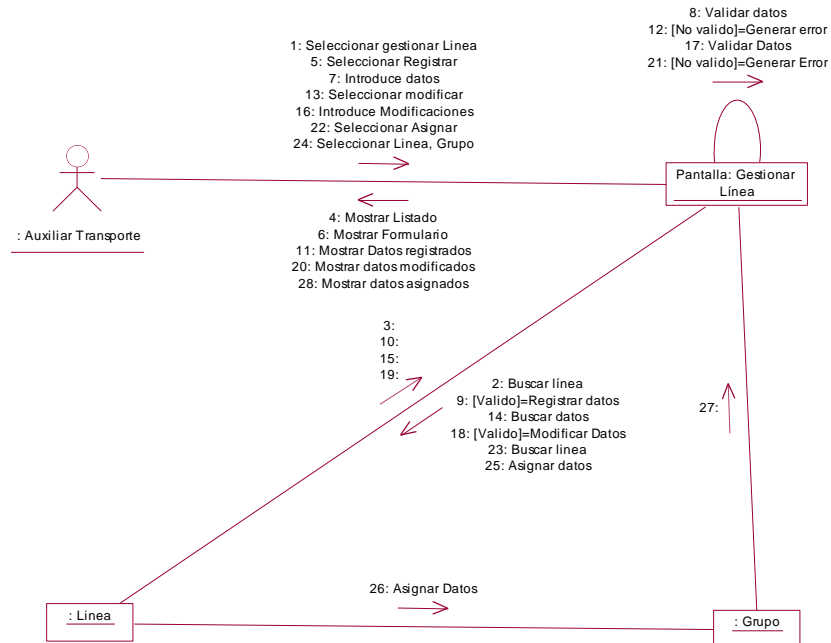 8: Validar datos
12: [No valido]=Generar error
17: Validar Datos
21: [No valido]=Generar Error
1: Seleccionar gestionar Linea
5: Seleccionar Registrar
7: Introduce datos
13: Seleccionar modificar
16: Introduce Modificaciones
22: Seleccionar Asignar
24: Seleccionar Linea, Grupo
Pantalla: Gestionar
Línea
: Auxiliar Transporte
4: Mostrar Listado
6: Mostrar Formulario
11: Mostrar Datos registrados
20: Mostrar datos modificados
28: Mostrar datos asignados
3:
10:
15:
19:
2: Buscar línea
9: [Valido]=Registrar datos
14: Buscar datos
18: [Valido]=Modificar Datos
23: Buscar linea
25: Asignar datos
27:
26: Asignar Datos
: Linea
: Grupo